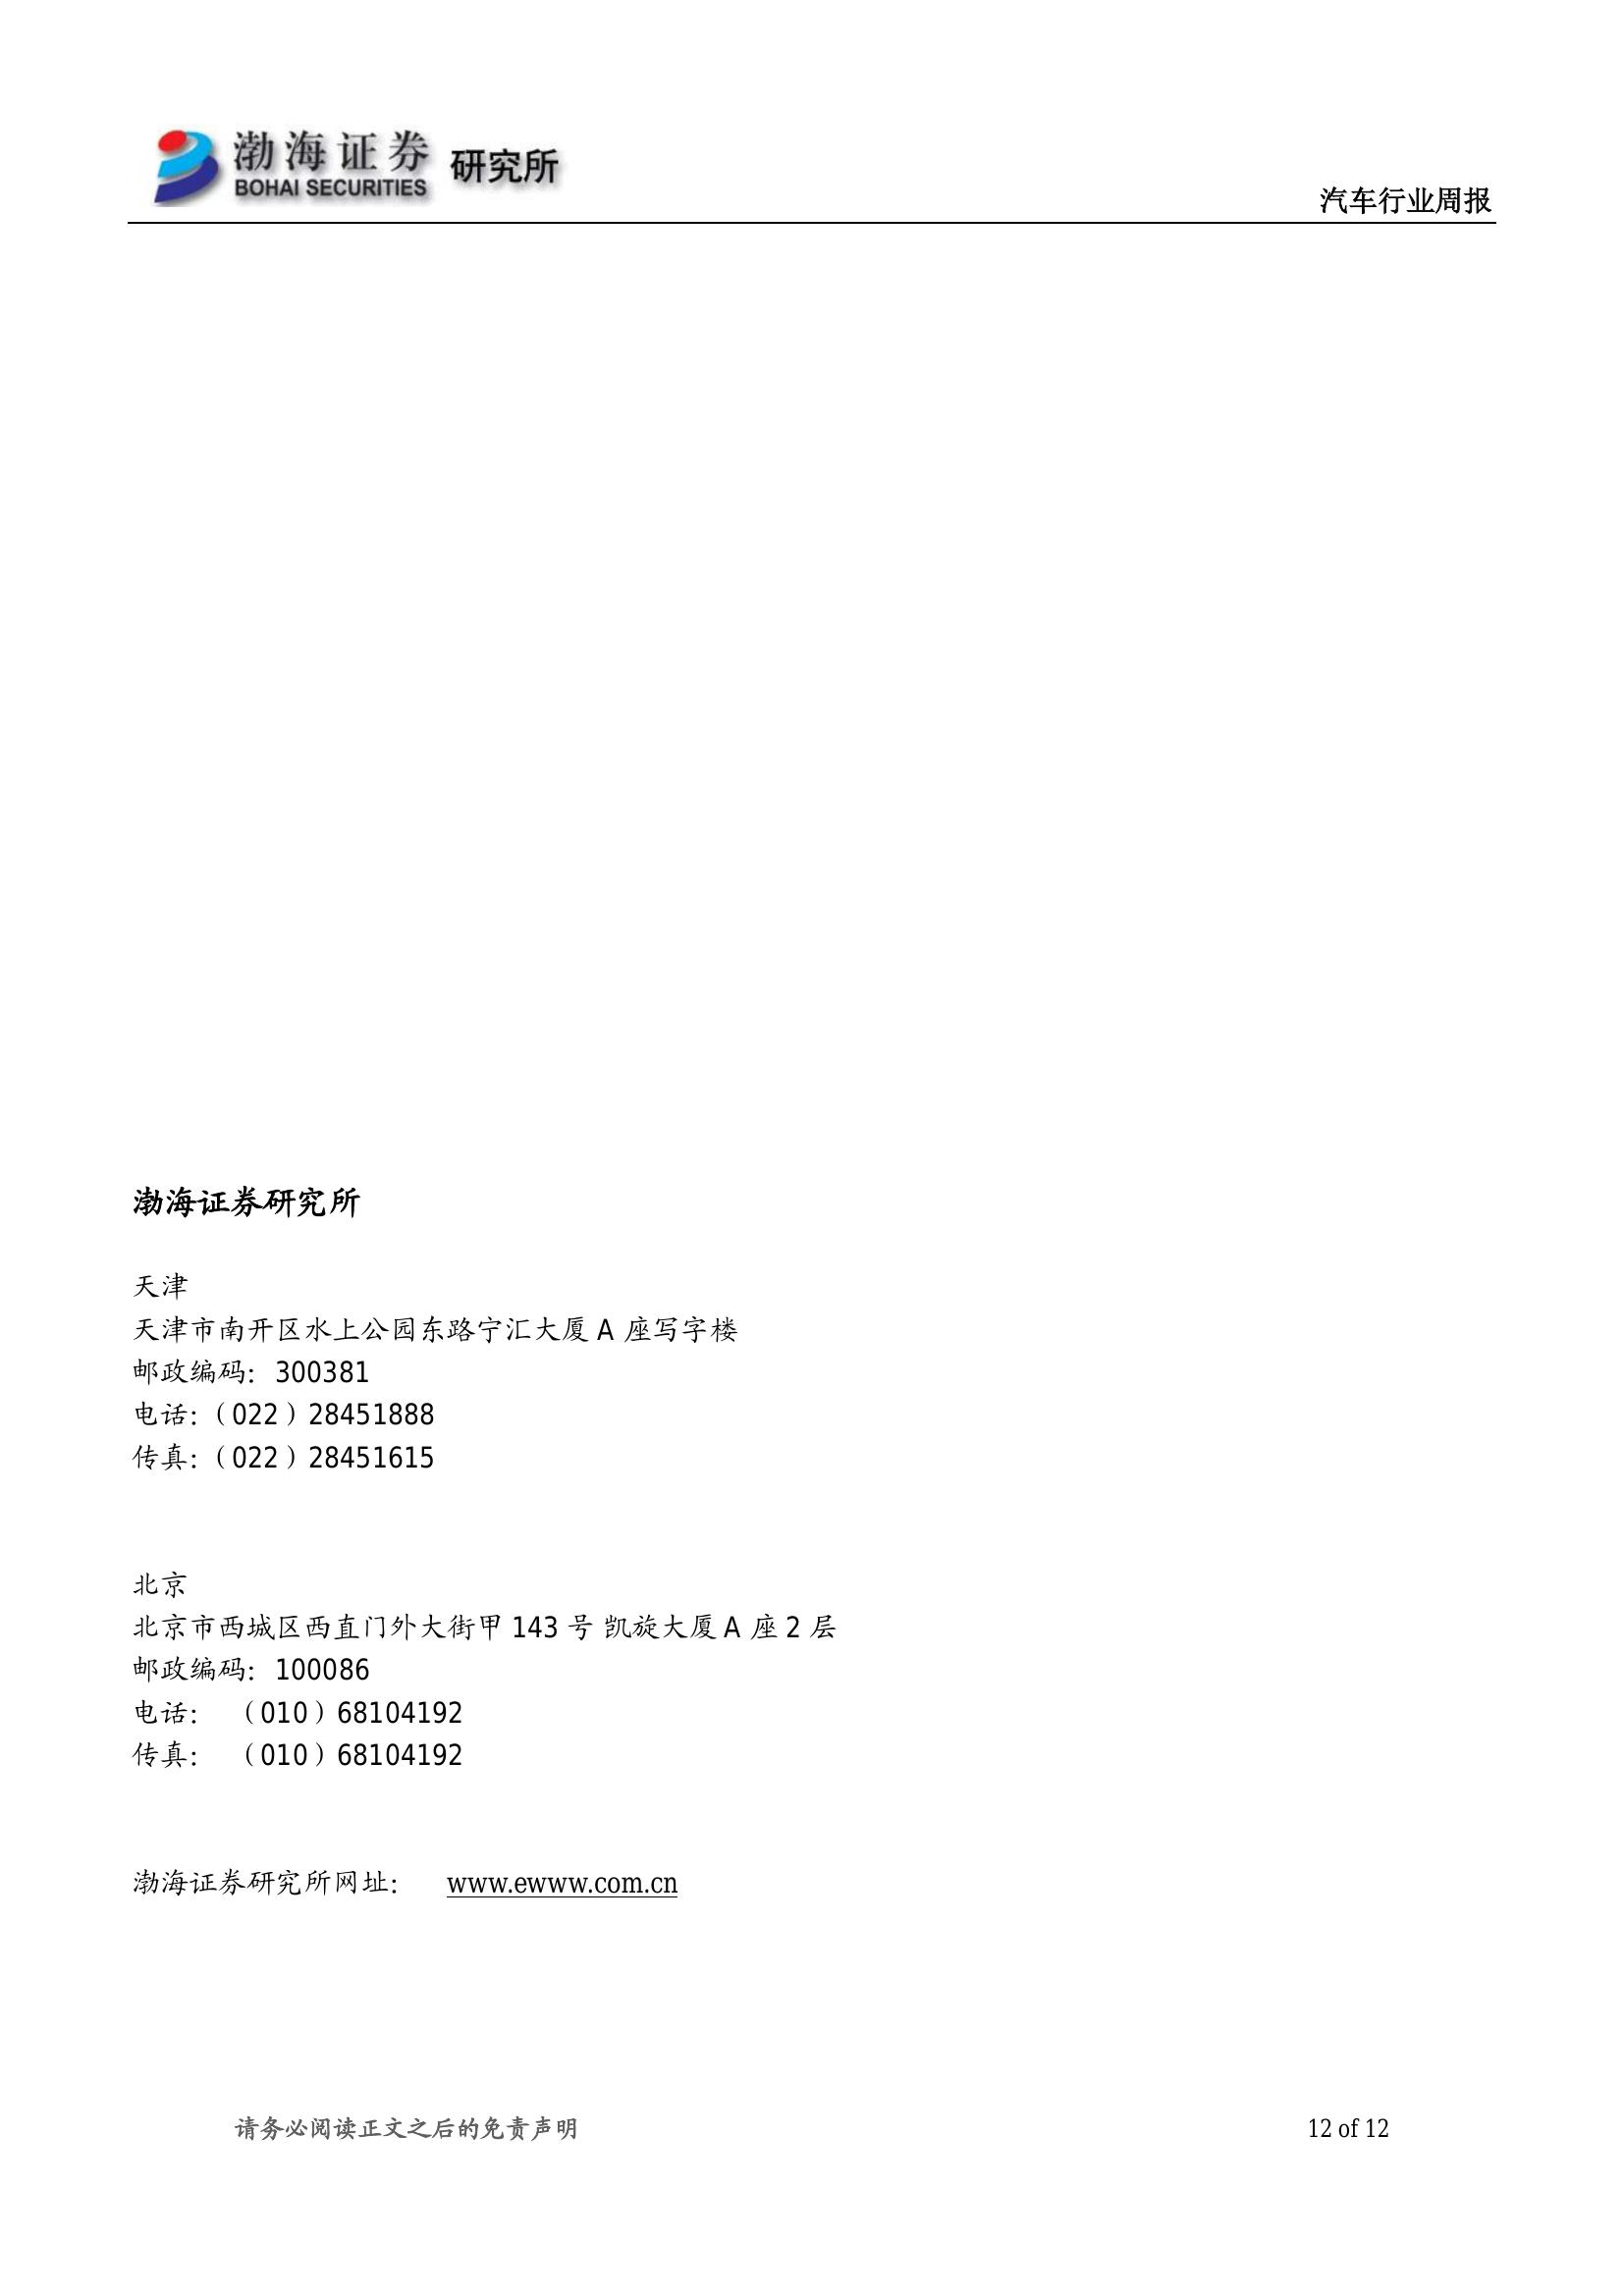 渤海证券 研究所
BOHAI SECURITIES
汽车行业周报
渤海证券研究所
天津
天津市南开区水上公园东路宁汇大厦 A 座写字楼
邮政编码：300381
电话：（022）28451888
传真：（022）28451615
北京
北京市西城区西直门外大街甲 143 号 凯旋大厦 A 座 2 层
邮政编码：100086
电话： （010）68104192
传真： （010）68104192
渤海证券研究所网址： www.ewww.com.cn
请务必阅读正文之后的免责声明 12 of 12